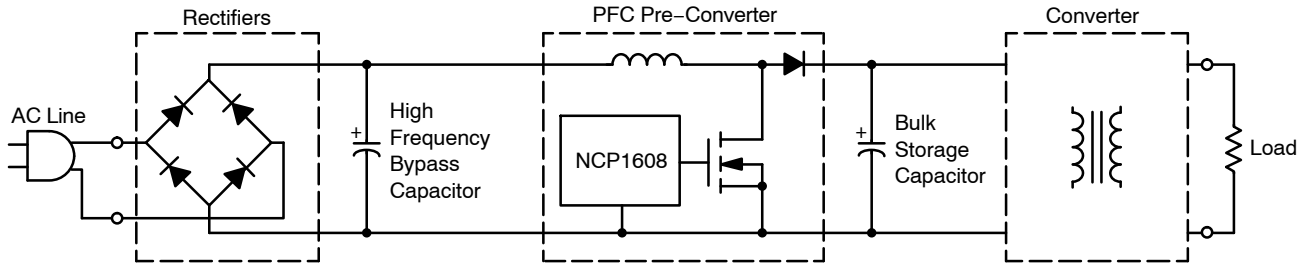 Rectifiers
PFC Pre−Converter
Converter
AC Line
+
High
Frequency
Bypass
Capacitor
NCP1608
+
Bulk
Storage
Capacitor
Load